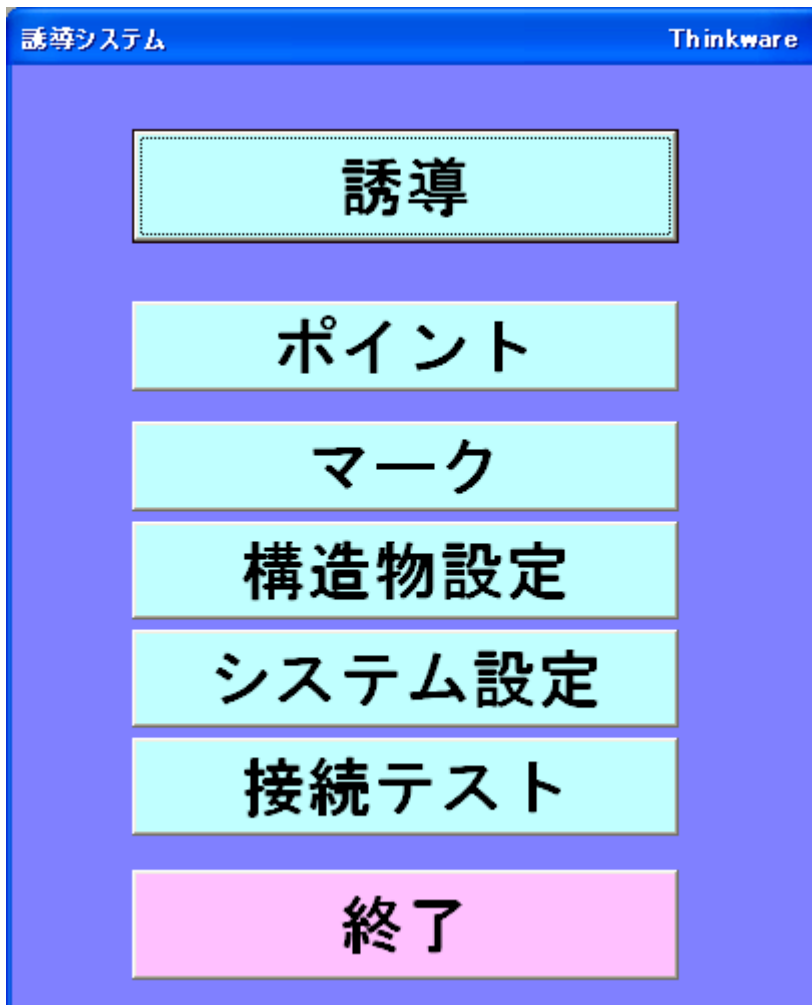 誘導システム Thinkware
誘導
ポイント
マーク
構造物設定
システム設定
接続テスト
終了